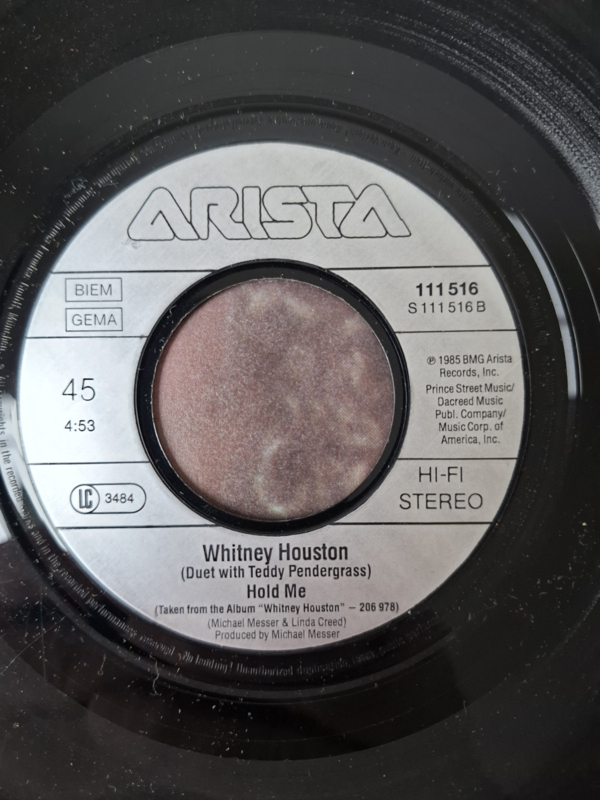 ARISTA
BIEM
GEMA
111 516
S 111 516 B
45
4:53
℗ 1985 BMG Arista
Records, Inc.
Prince Street Music/
Dacreed Music
Publ. Company/
Music Corp. of
America, Inc.
LC 3484
HI-FI
STEREO
Whitney Houston
(Duet with Teddy Pendergrass)
Hold Me
(Taken from the Album "Whitney Houston" – 206 978)
(Michael Messer & Linda Creed)
Produced by Michael Messer